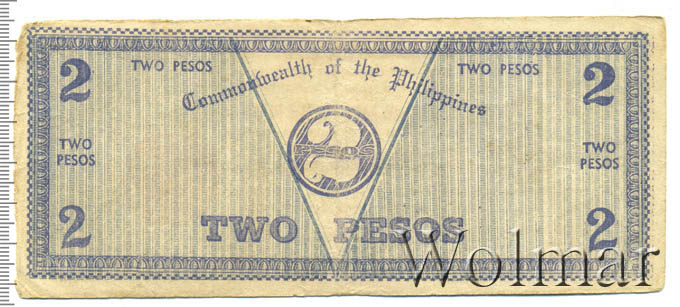 2 TWO PESOS TWO PESOS 2
Commonwealth of the Philippines
TWO PESOS
2
PESOS
TWO PESOS
2 TWO PESOS 2
Wolmar